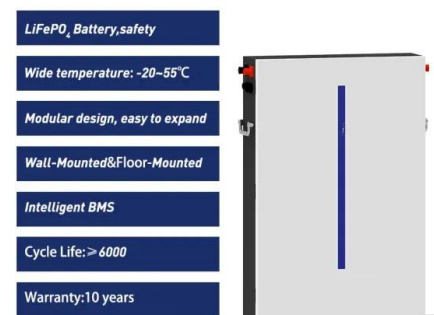 LiFePO₄ Battery,safety
Wide temperature: -20~55℃
Modular design, easy to expand
Wall-Mounted&Floor-Mounted
Intelligent BMS
Cycle Life:≥6000
Warranty:10 years